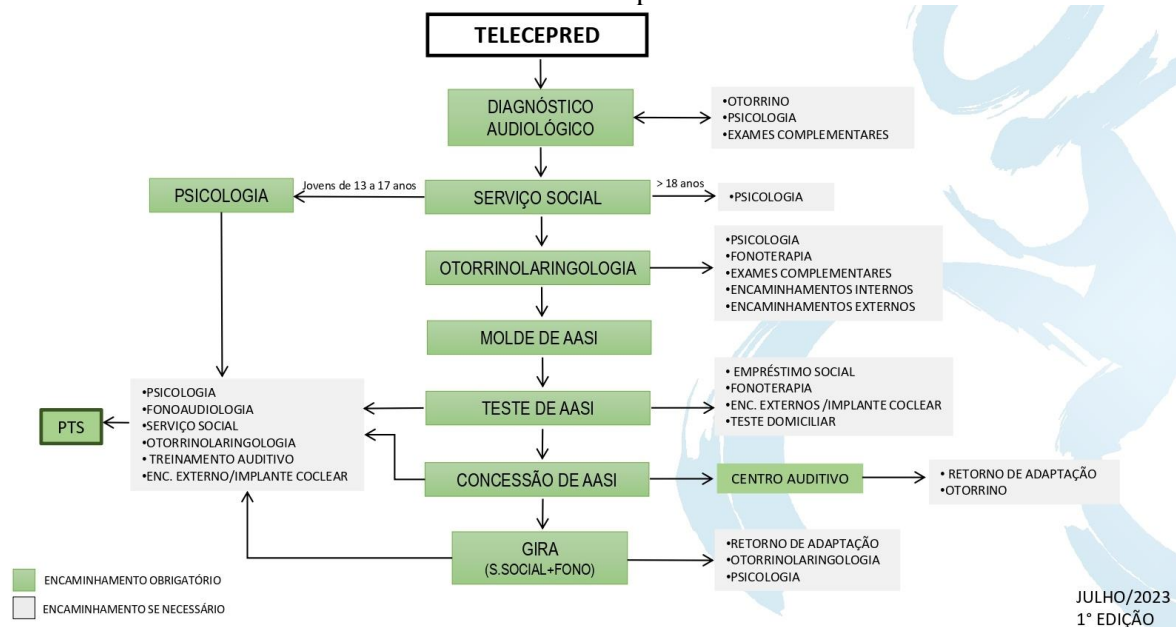 TELECEPRED
DIAGNÓSTICO
AUDIOLÓGICO
•OTORRINO
•PSICOLOGIA
•EXAMES COMPLEMENTARES
PSICOLOGIA
Jovens de 13 a 17 anos
SERVIÇO SOCIAL
> 18 anos
•PSICOLOGIA
OTORRINOLARINGOLOGIA
•PSICOLOGIA
•FONOTERAPIA
•EXAMES COMPLEMENTARES
•ENCAMINHAMENTOS INTERNOS
•ENCAMINHAMENTOS EXTERNOS
MOLDE DE AASI
PTS
•PSICOLOGIA
•FONOAUDIOLOGIA
•SERVIÇO SOCIAL
•OTORRINOLARINGOLOGIA
• TREINAMENTO AUDITIVO
•ENC. EXTERNO/IMPLANTE COCLEAR
TESTE DE AASI
• EMPRÉSTIMO SOCIAL
•FONOTERAPIA
•ENC. EXTERNOS /IMPLANTE COCLEAR
•TESTE DOMICILIAR
CONCESSÃO DE AASI
CENTRO AUDITIVO
• RETORNO DE ADAPTAÇÃO
•OTORRINO
GIRA
(S.SOCIAL+FONO)
•RETORNO DE ADAPTAÇÃO
•OTORRINOLARINGOLOGIA
•PSICOLOGIA
ENCAMINHAMENTO OBRIGATÓRIO
ENCAMINHAMENTO SE NECESSÁRIO
JULHO/2023
1° EDIÇÃO